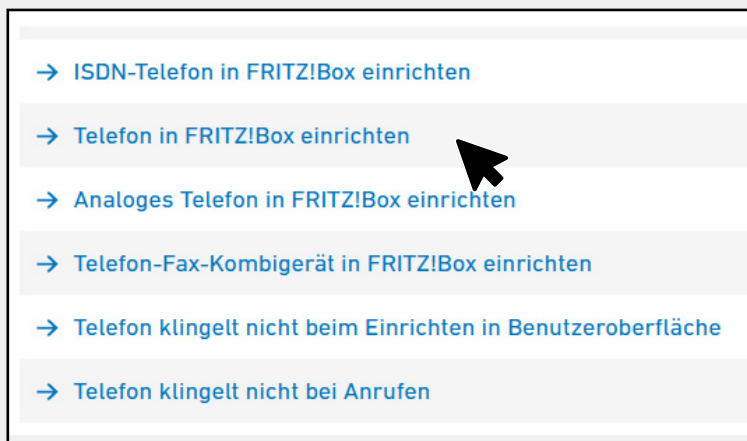 ISDN-Telefon in FRITZ!Box einrichten
Telefon in FRITZ!Box einrichten
Analoges Telefon in FRITZ!Box einrichten
Telefon-Fax-Kombigerät in FRITZ!Box einrichten
Telefon klingelt nicht beim Einrichten in Benutzeroberfläche
Telefon klingelt nicht bei Anrufen